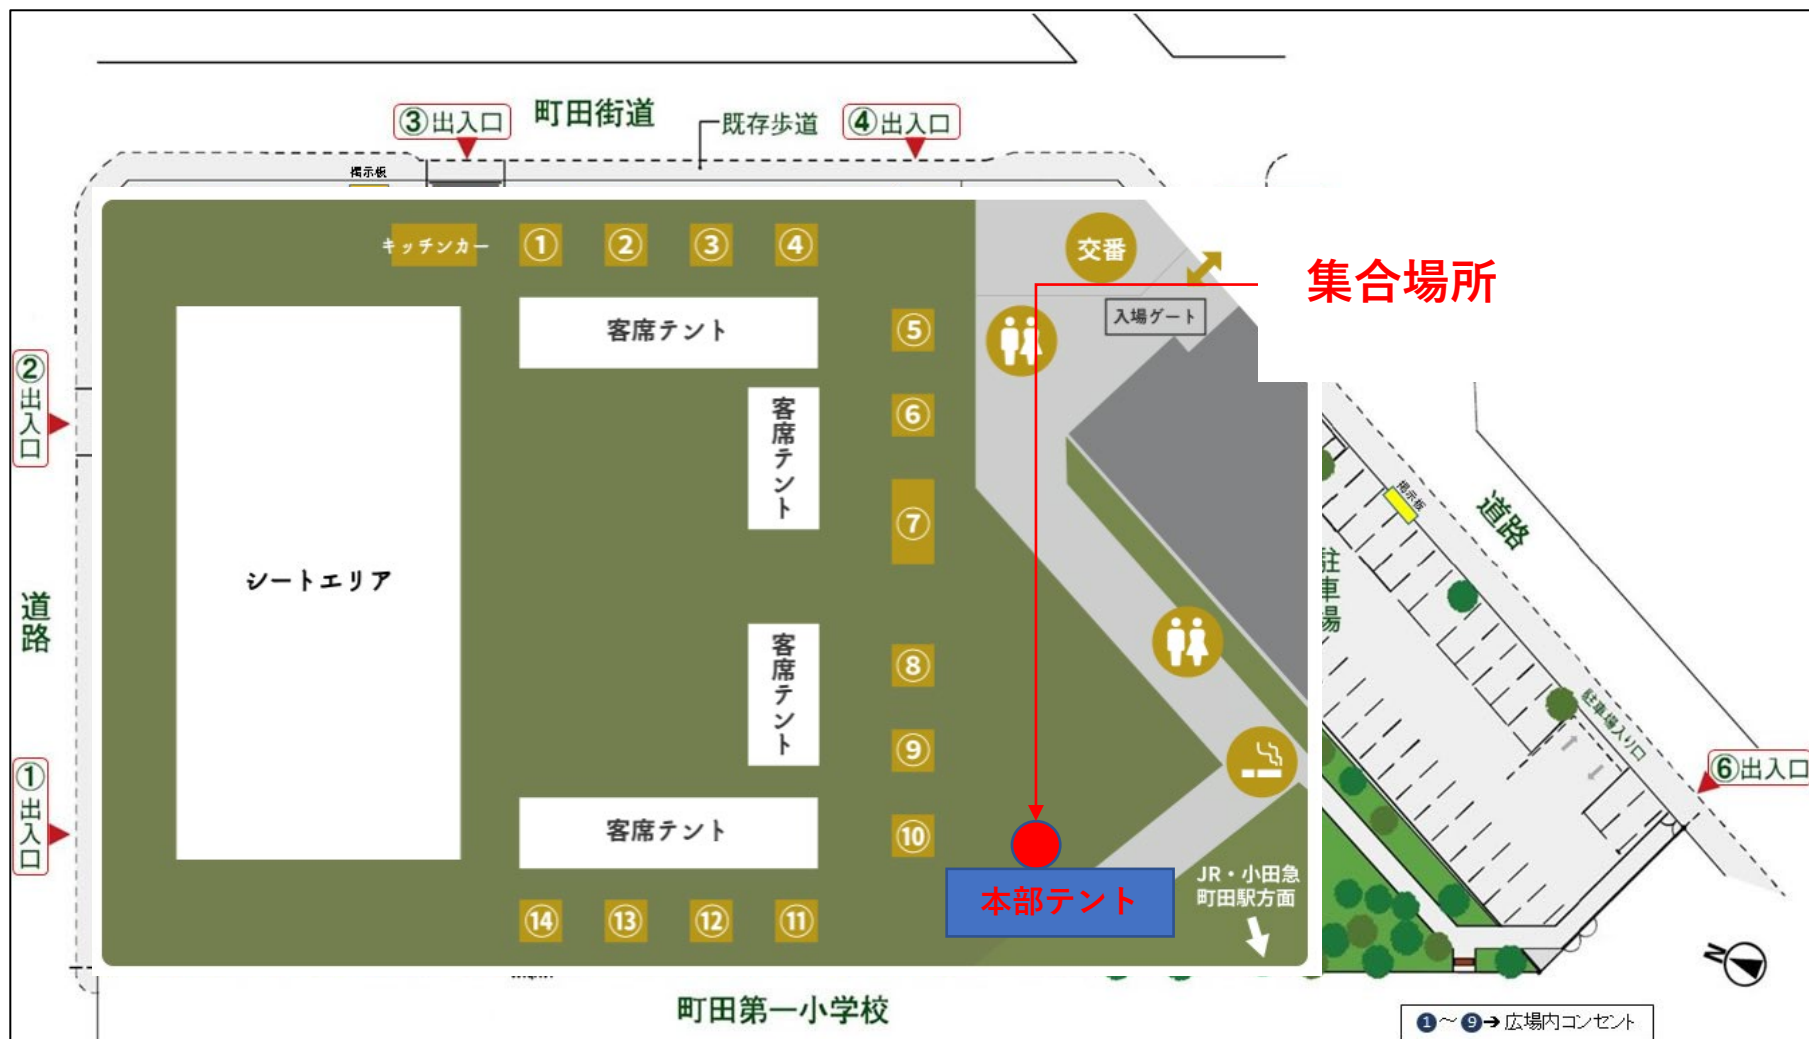 ③出入口
町田街道
既存歩道
④出入口
掲示板
キッチンカー
①
②
③
④
交番
集合場所
入場ゲート
客席テント
⑤
②出入口
客席テント
⑥
⑦
掲示板
道路
駐車場
シートエリア
道路
客席テント
⑧
⑨
駐車場入り口
⑥出入口
①出入口
客席テント
⑩
JR・小田急
町田駅方面
本部テント
⑭
⑬
⑫
⑪
N
町田第一小学校
❶～❾➔広場内コンセント